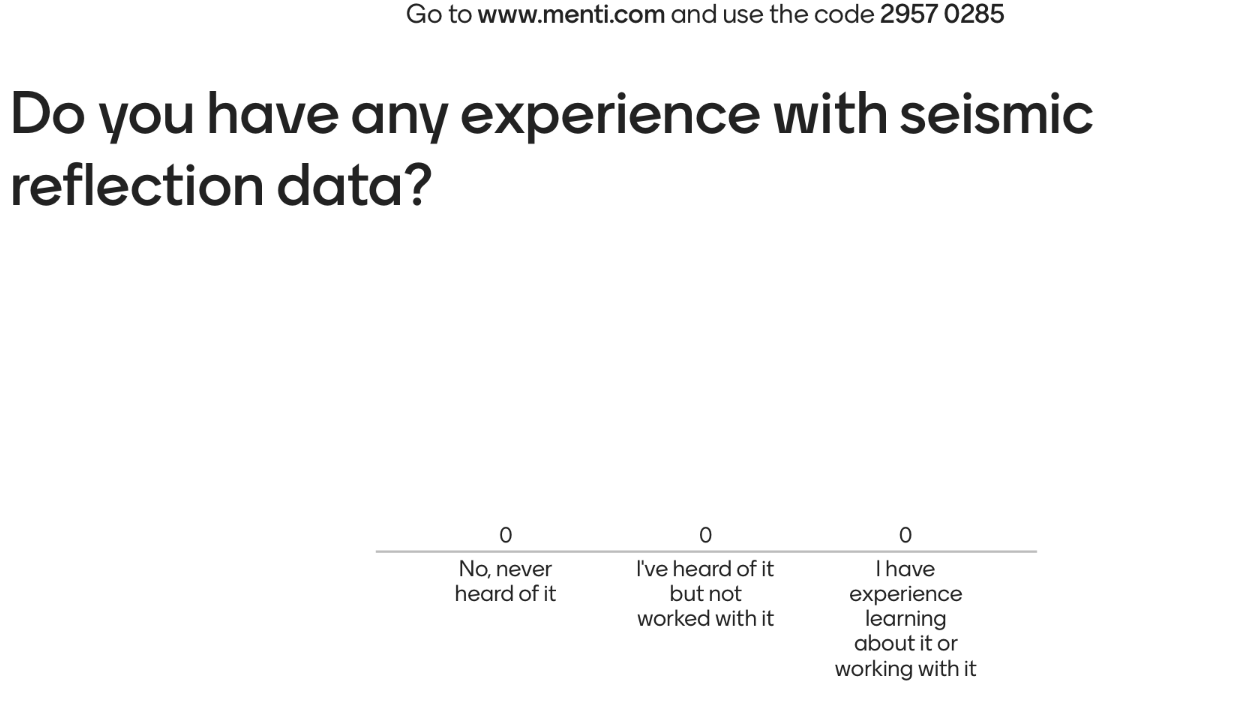 Go to www.menti.com and use the code 2957 0285
Do you have any experience with seismic
reflection data?
0
0
0
No, never
heard of it
I've heard of it
but not
worked with it
I have
experience
learning
about it or
working with it